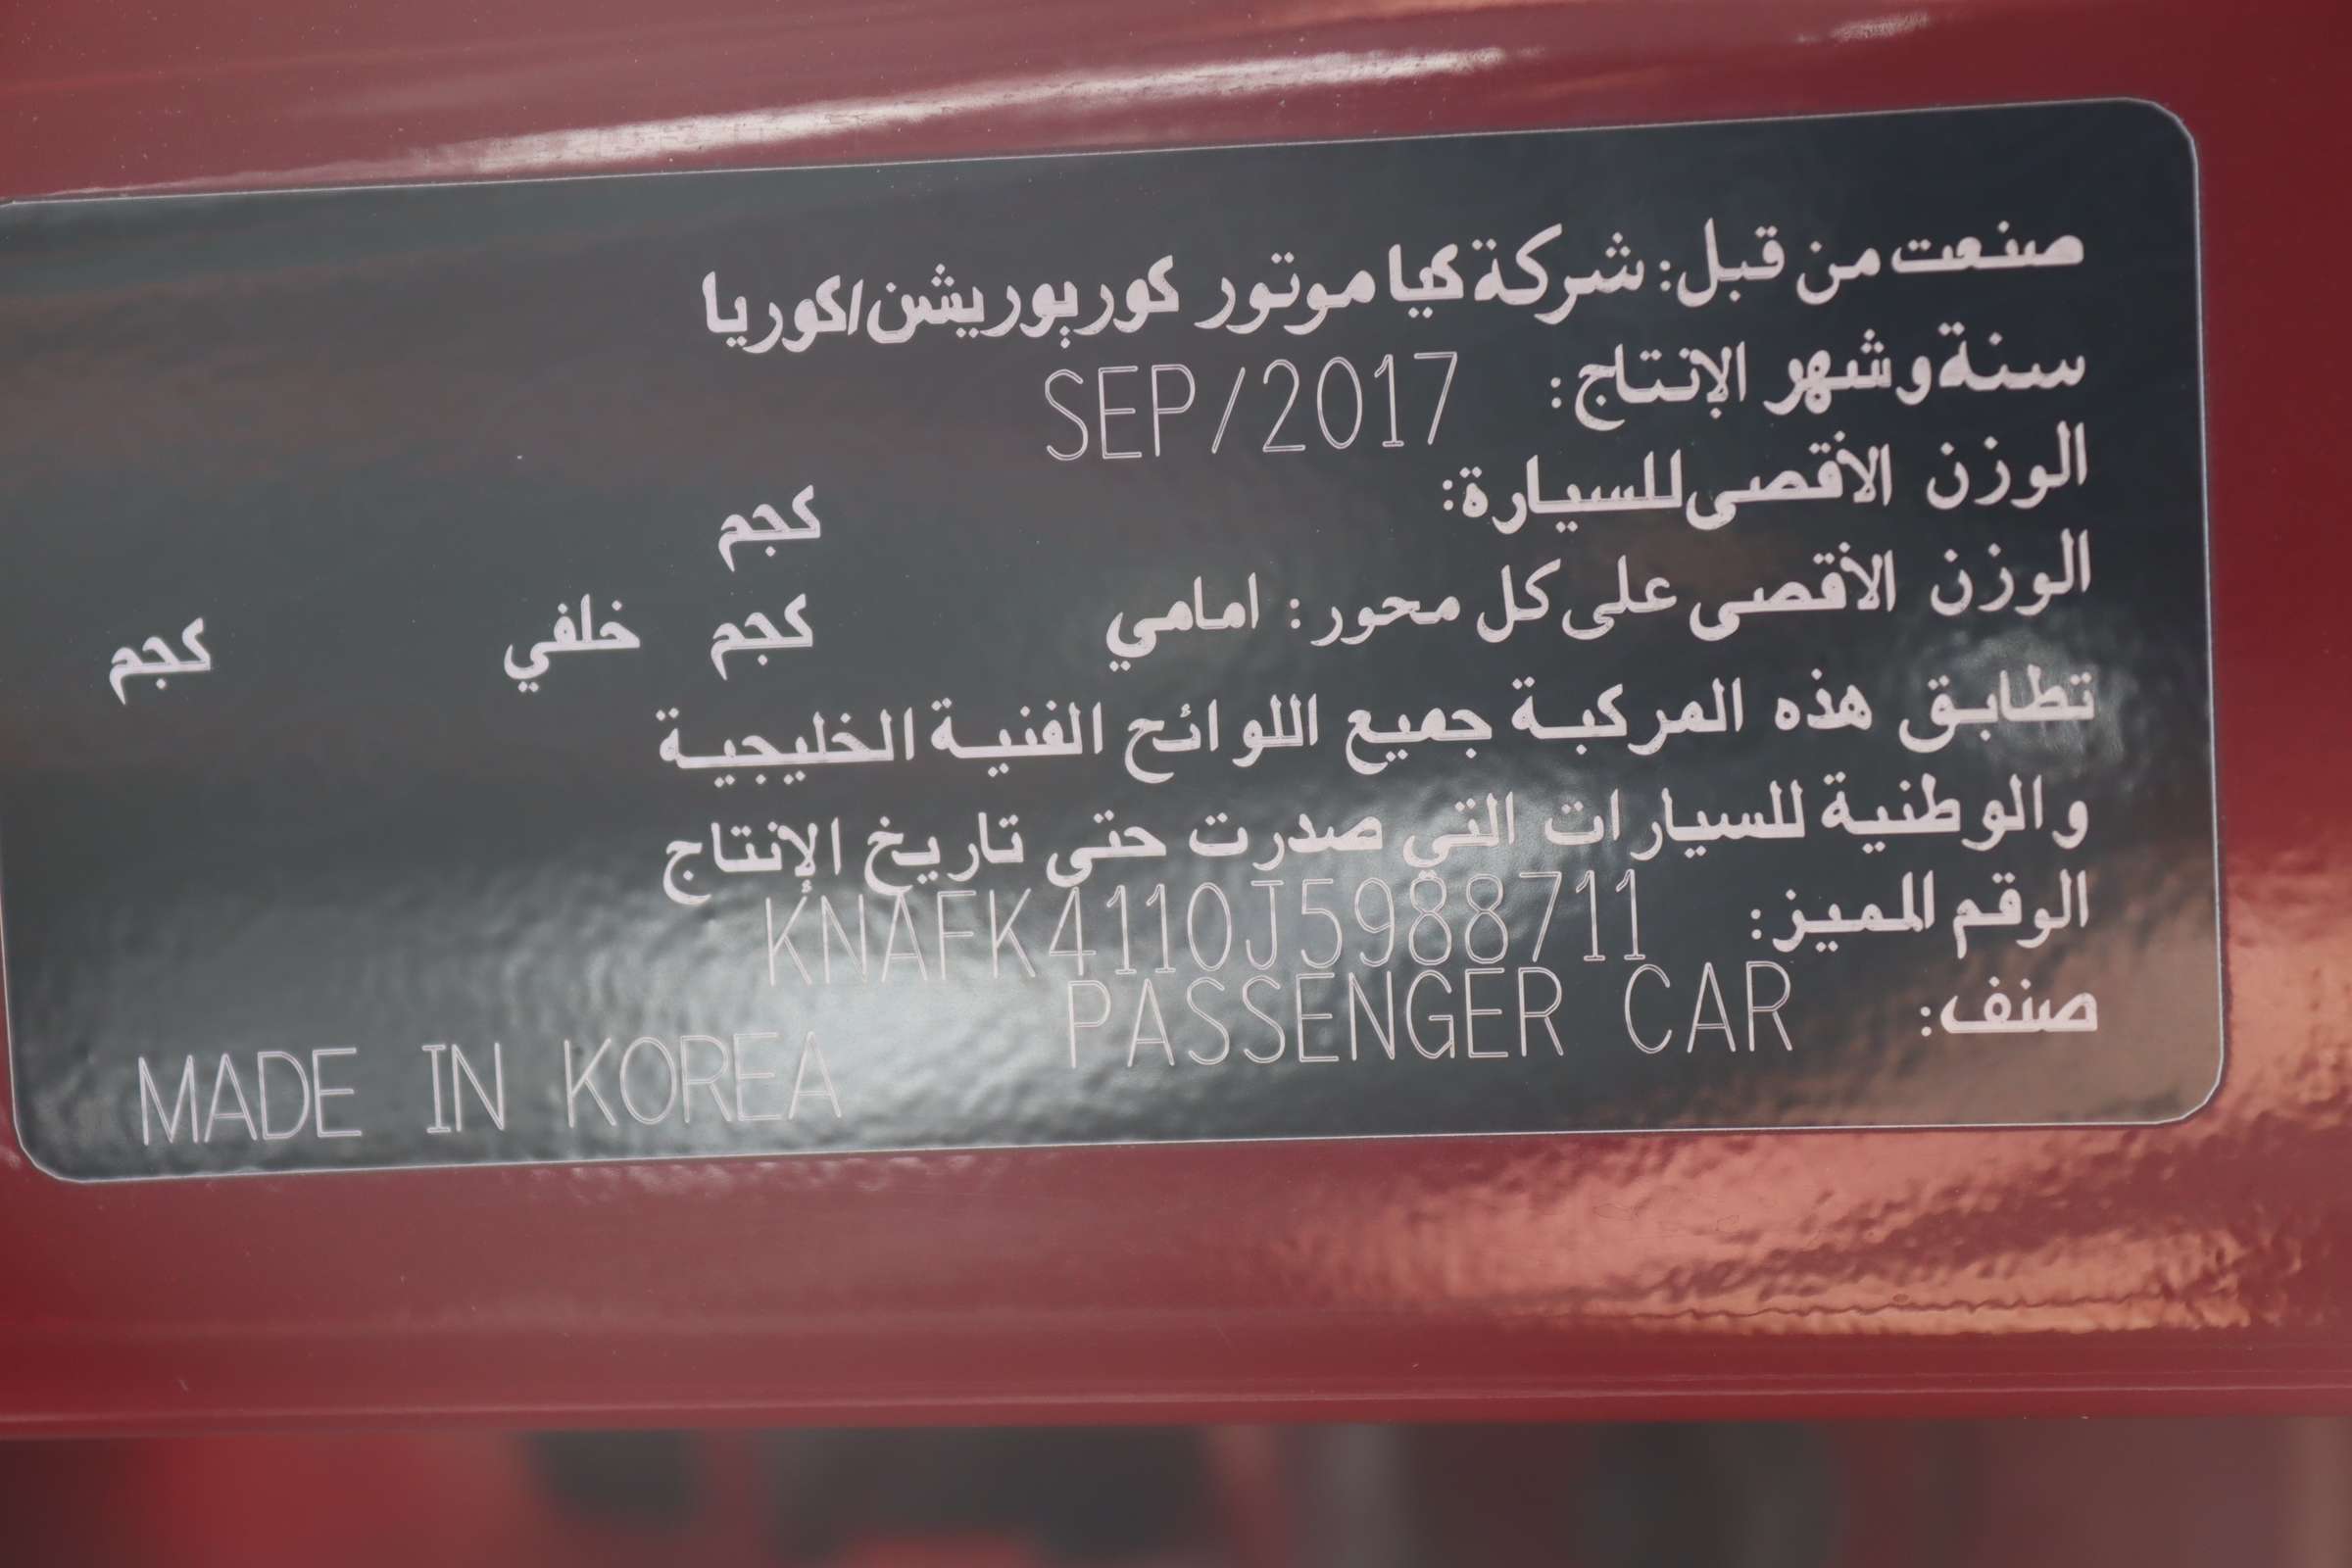 صنعت من قبل: شركة كيا موتور كوربوريشن/كوريا
سنة وشهر الإنتاج: SEP/2017
الوزن الأقصى للسيارة: كجم
الوزن الأقصى على كل محور: امامي كجم خلفي كجم
تطابق هذه المركبة جميع اللوائح الفنية الخليجية
والوطنية للسيارات التي صدرت حتى تاريخ الإنتاج
الوقم المميز: KNAFK4110J5988711
صنف: PASSENGER CAR
MADE IN KOREA